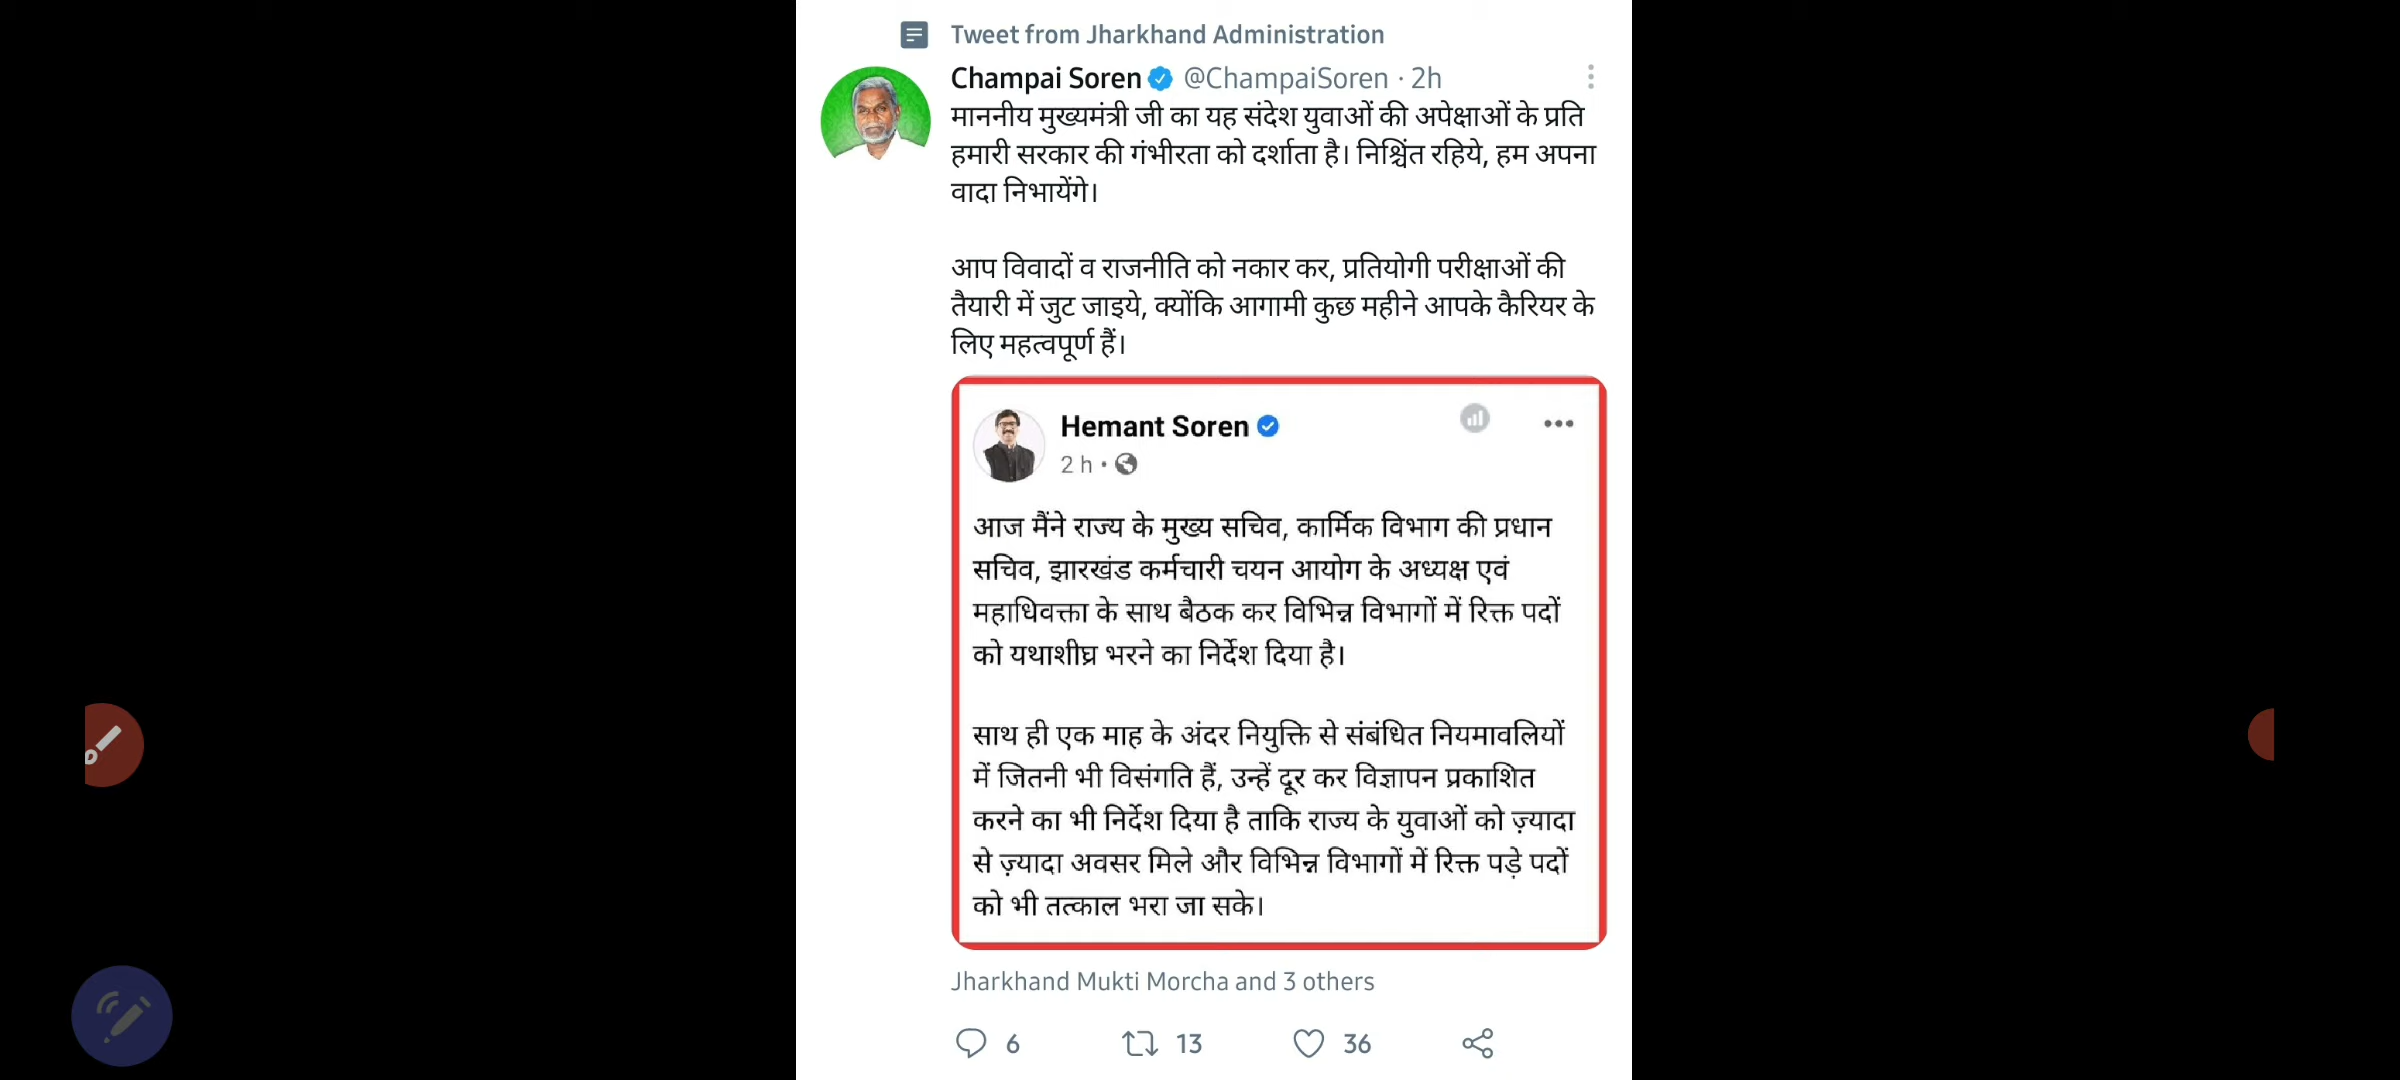 Tweet from Jharkhand Administration
Champai Soren @ChampaiSoren · 2h
माननीय मुख्यमंत्री जी का यह संदेश युवाओं की अपेक्षाओं के प्रति
हमारी सरकार की गंभीरता को दर्शाता है। निश्चिंत रहिये, हम अपना
वादा निभायेंगे।
आप विवादों व राजनीति को नकार कर, प्रतियोगी परीक्षाओं की
तैयारी में जुट जाइये, क्योंकि आगामी कुछ महीने आपके कैरियर के
लिए महत्वपूर्ण हैं।
Hemant Soren
2 h ·
आज मैंने राज्य के मुख्य सचिव, कार्मिक विभाग की प्रधान
सचिव, झारखंड कर्मचारी चयन आयोग के अध्यक्ष एवं
महाधिवक्ता के साथ बैठक कर विभिन्न विभागों में रिक्त पदों
को यथाशीघ्र भरने का निर्देश दिया है।
साथ ही एक माह के अंदर नियुक्ति से संबंधित नियमावलियों
में जितनी भी विसंगति हैं, उन्हें दूर कर विज्ञापन प्रकाशित
करने का भी निर्देश दिया है ताकि राज्य के युवाओं को ज़्यादा
से ज़्यादा अवसर मिले और विभिन्न विभागों में रिक्त पड़े पदों
को भी तत्काल भरा जा सके।
Jharkhand Mukti Morcha and 3 others
6 13 36